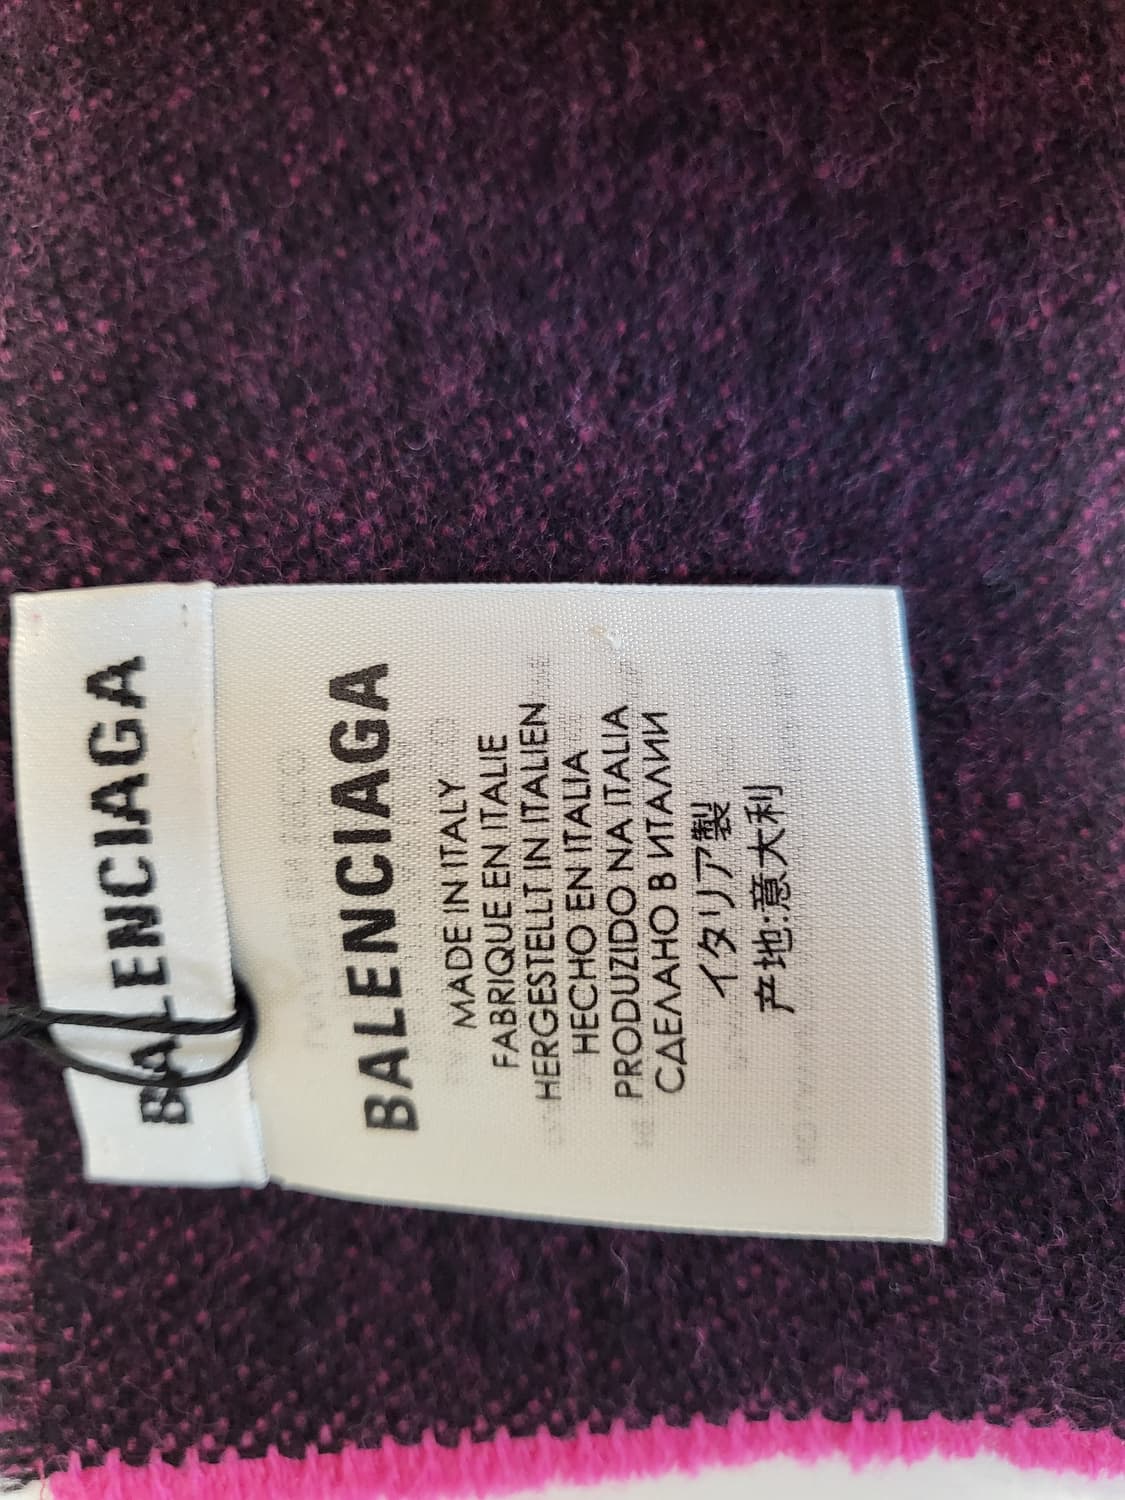 BALENCIAGA
BALENCIAGA
MADE IN ITALY
FABRIQUE EN ITALIE
HERGESTELLT IN ITALIEN
HECHO EN ITALIA
PRODUZIDO NA ITALIA
СДЕЛАНО В ИТАЛИИ
イタリア製
产地:意大利